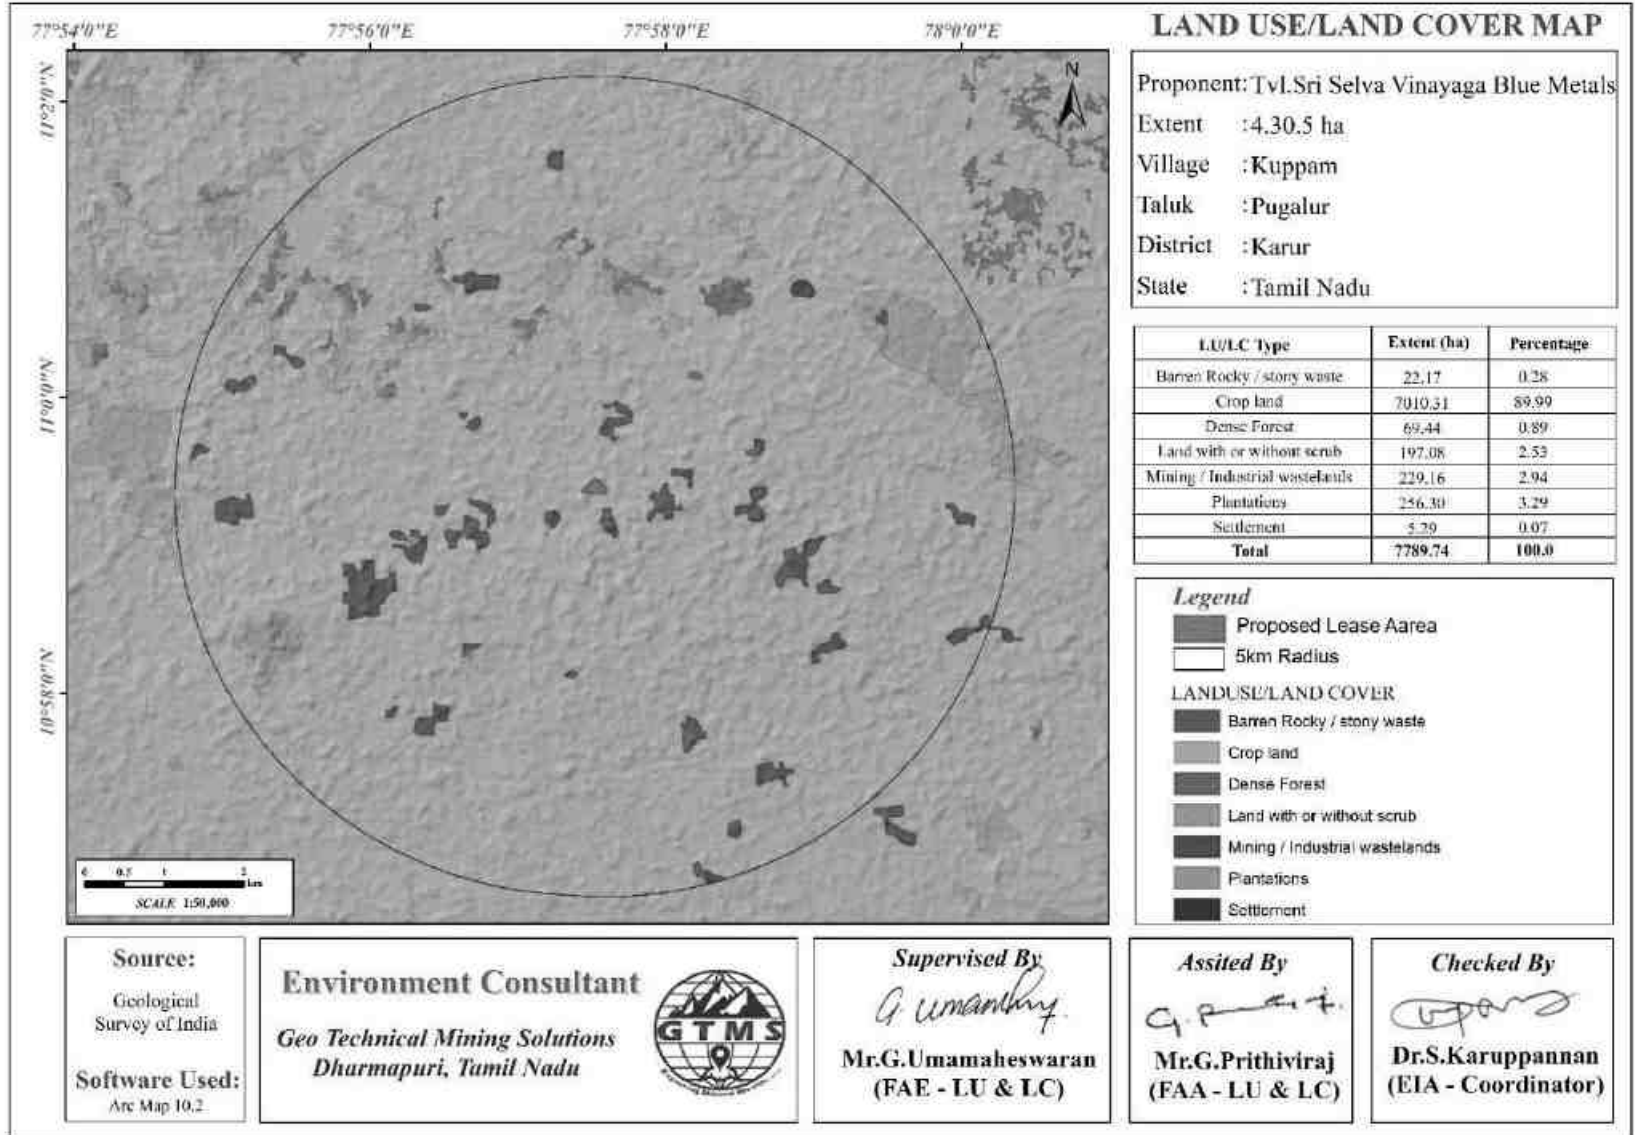 77°54'0"E 77°56'0"E 77°58'0"E 78°0'0"E
11°2'0"N
11°0'0"N
10°58'0"N
N
0 0.5 1 2
kms
SCALE 1:50,000
LAND USE/LAND COVER MAP
Proponent:Tvl.Sri Selva Vinayaga Blue Metals
Extent :4.30.5 ha
Village :Kuppam
Taluk :Pugalur
District :Karur
State :Tamil Nadu
LU/LC Type Extent (ha) Percentage
Barren Rocky / stony waste 22.17 0.28
Crop land 7010.31 89.99
Dense Forest 69.44 0.89
Land with or without scrub 197.08 2.53
Mining / Industrial wastelands 229.16 2.94
Plantations 256.30 3.29
Settlement 5.29 0.07
Total 7789.74 100.0
Legend
Proposed Lease Aarea
5km Radius
LANDUSE/LAND COVER
Barren Rocky / stony waste
Crop land
Dense Forest
Land with or without scrub
Mining / Industrial wastelands
Plantations
Settlement
Source:
Geological
Survey of India
Software Used:
Arc Map 10.2
Environment Consultant
Geo Technical Mining Solutions
Dharmapuri, Tamil Nadu
GTMS
Supervised By
Mr.G.Umamaheswaran
(FAE - LU & LC)
Assited By
Mr.G.Prithiviraj
(FAA - LU & LC)
Checked By
Dr.S.Karuppannan
(EIA - Coordinator)